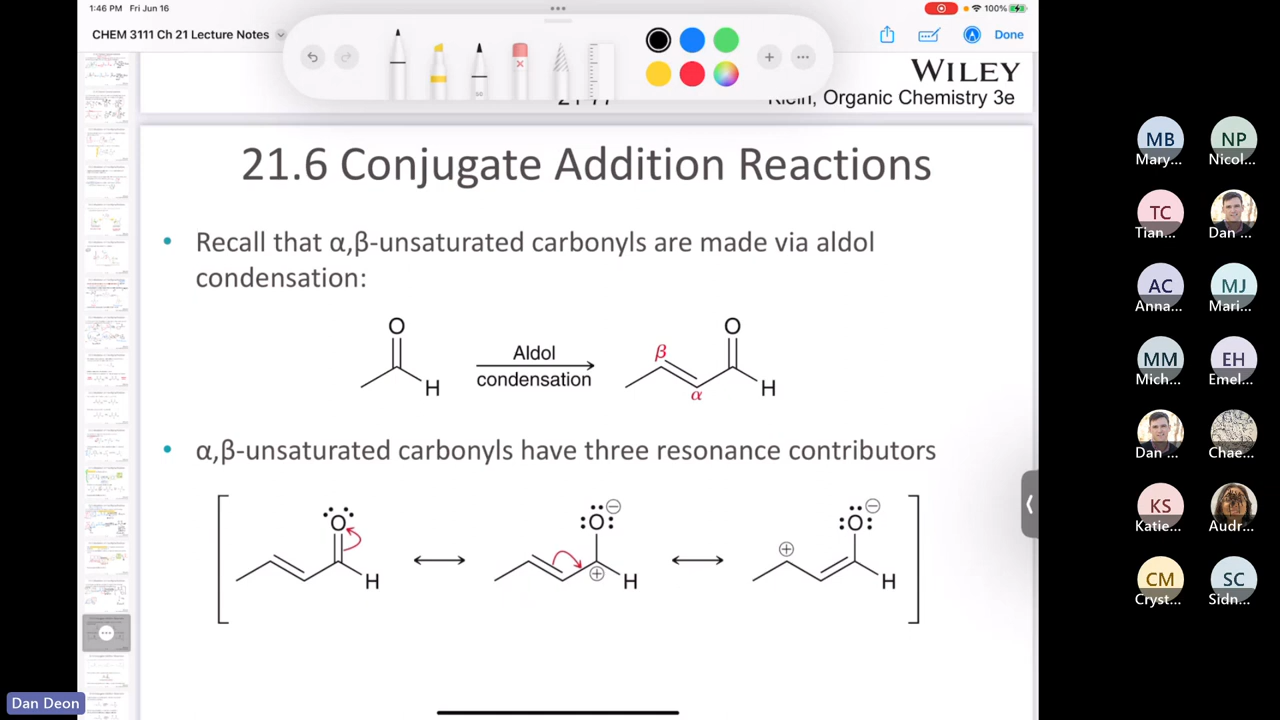 1:46 PM Fri Jun 16
100%
CHEM 3111 Ch 21 Lecture Notes
Done
WILEY
Organic Chemistry 3e
21.6 Conjugate Addition Reactions
• Recall that α,β-unsaturated carbonyls are made via aldol
condensation:
O
H
Aldol
condensation
β
α
O
H
• α,β-unsaturated carbonyls have three resonance contributors
O
H
O
⊖
⊕
H
⊕
O
⊖
H
MB
Mary...
NP
Nicol...
TC
Tian...
Dan ...
AC
Anna...
MJ
Mari...
MM
Mich...
EH
Emel...
Dan ...
Chae...
KS
Katie...
Audr...
CM
Cryst...
SC
Sidn...
Dan Deon